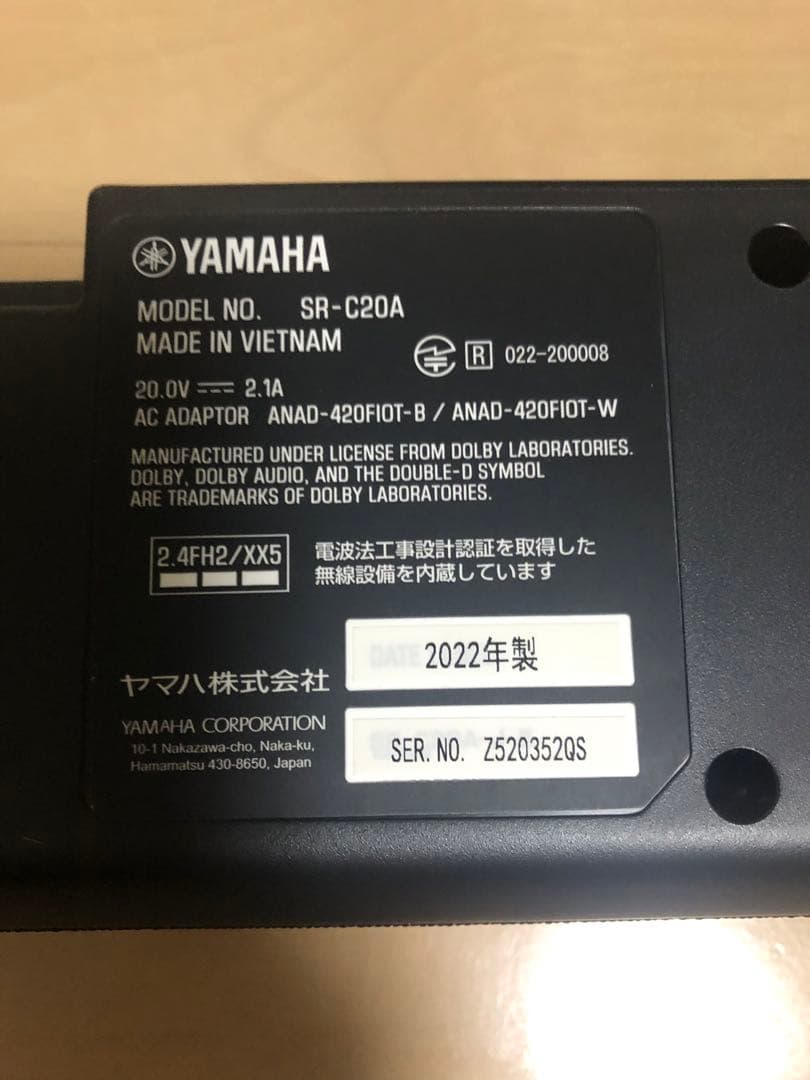 YAMAHA
MODEL NO. SR-C20A
MADE IN VIETNAM
R 022-200008
20.0V 2.1A
AC ADAPTOR ANAD-420FIOT-B / ANAD-420FIOT-W
MANUFACTURED UNDER LICENSE FROM DOLBY LABORATORIES.
DOLBY, DOLBY AUDIO, AND THE DOUBLE-D SYMBOL
ARE TRADEMARKS OF DOLBY LABORATORIES.
2.4FH2/XX5
電波法工事設計認証を取得した
無線設備を内蔵しています
DATE 2022年製
ヤマハ株式会社
YAMAHA CORPORATION
10-1 Nakazawa-cho, Naka-ku,
Hamamatsu 430-8650, Japan
SER. NO. Z520352QS